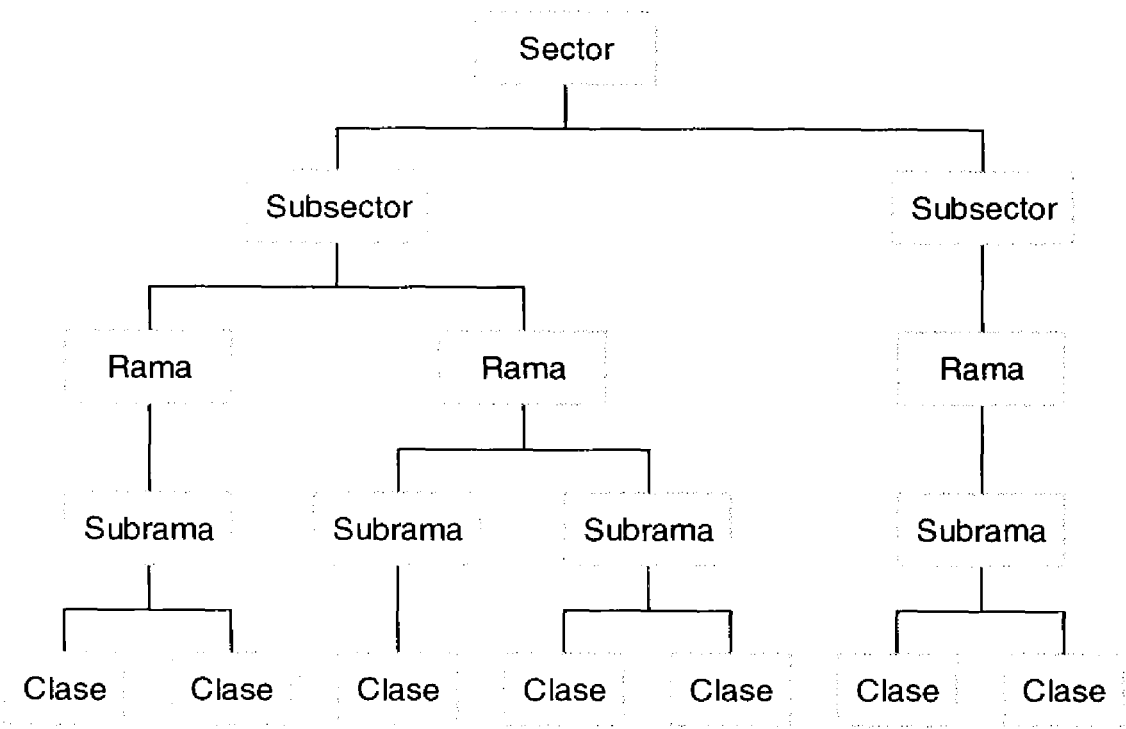 Sector
Subsector Subsector
Rama Rama Rama
Subrama Subrama Subrama Subrama
Clase Clase Clase Clase Clase Clase Clase